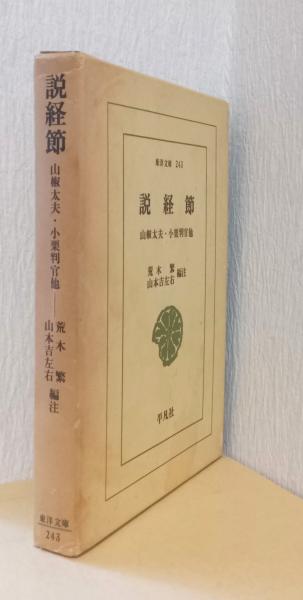 説経節
山椒太夫・小栗判官他
荒木繁
山本吉左右
編注
東洋文庫
243
東洋文庫 243
説経節
山椒太夫・小栗判官他
荒木繁
山本吉左右
編注
平凡社